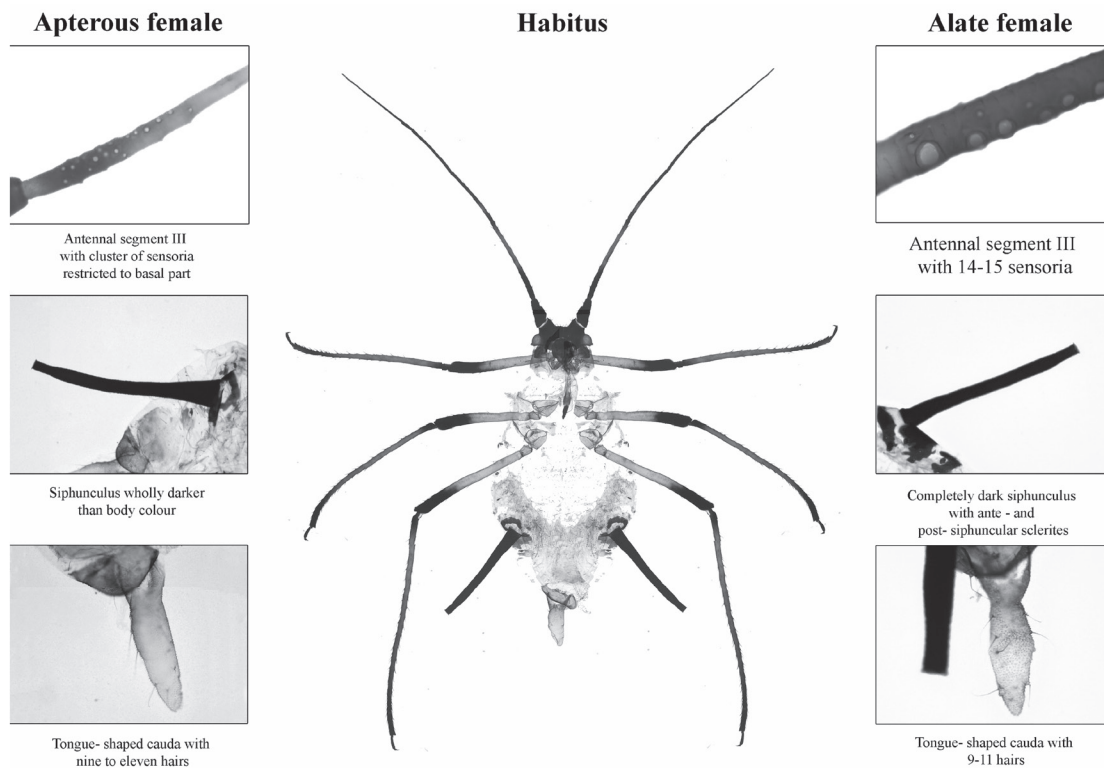 Apterous female
Habitus
Alate female
Antennal segment III
with cluster of sensoria
restricted to basal part
Antennal segment III
with 14-15 sensoria
Siphunculus wholly darker
than body colour
Completely dark siphunculus
with ante - and
post- siphuncular sclerites
Tongue- shaped cauda with
nine to eleven hairs
Tongue- shaped cauda with
9-11 hairs